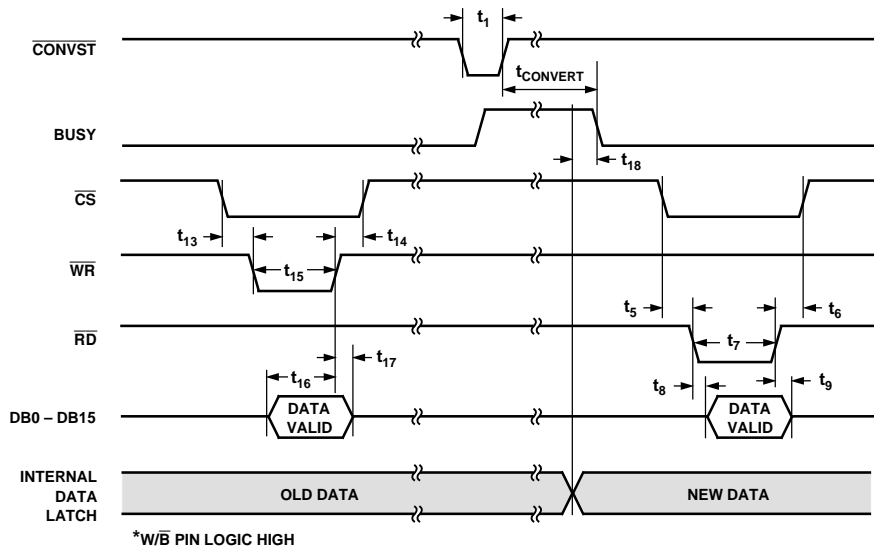 t1
CONVST
tCONVERT
BUSY
t18
CS
t13
t14
WR
t15
t5
t6
RD
t7
t16
t17
t8
t9
DB0 – DB15
DATA
VALID
DATA
VALID
INTERNAL
DATA
LATCH
OLD DATA
NEW DATA
*W/B̅ PIN LOGIC HIGH